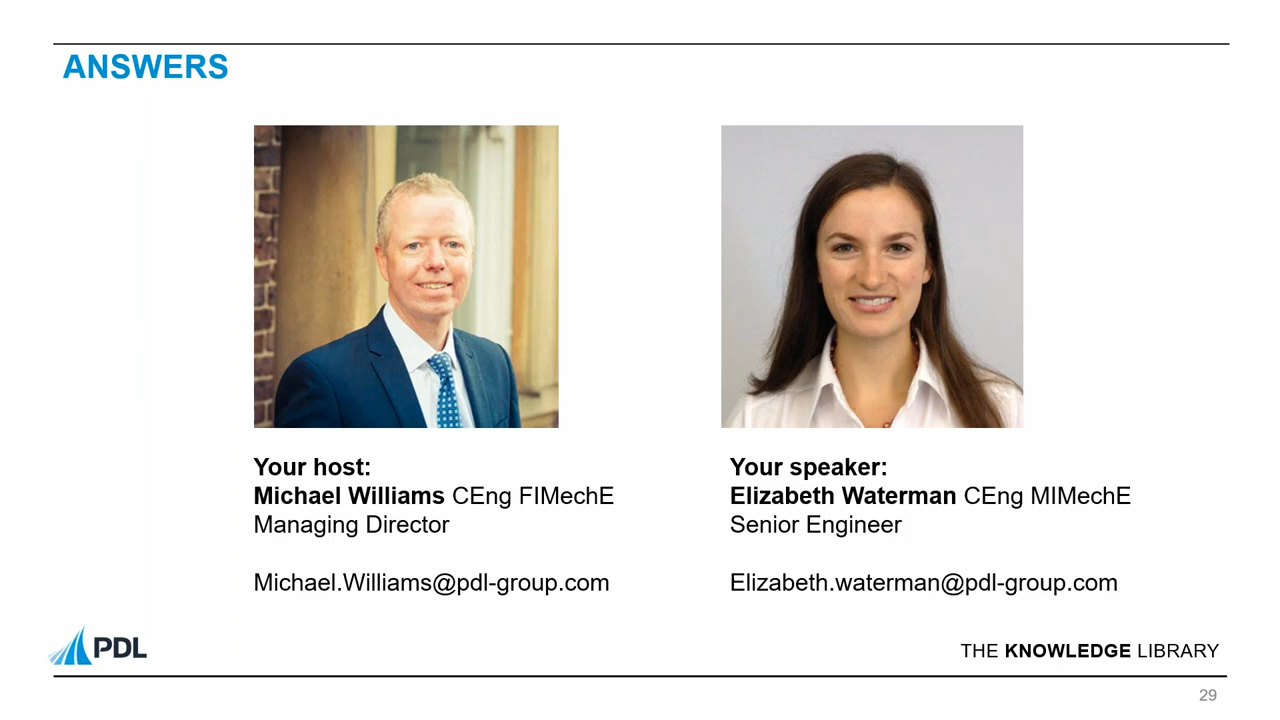 ANSWERS
Your host:
Michael Williams CEng FIMechE
Managing Director
Michael.Williams@pdl-group.com
Your speaker:
Elizabeth Waterman CEng MIMechE
Senior Engineer
Elizabeth.waterman@pdl-group.com
PDL
THE KNOWLEDGE LIBRARY
29